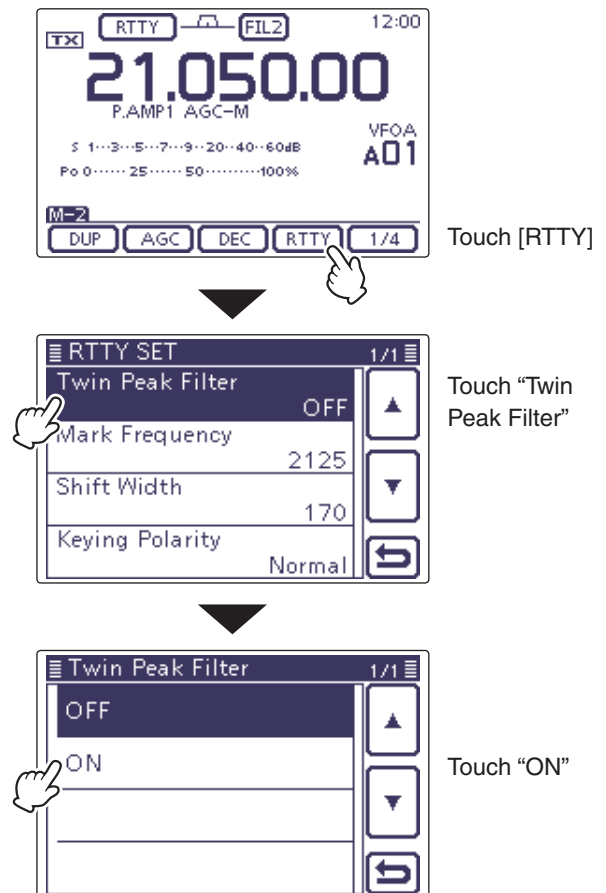 RTTY FIL2 12:00
TX
21.050.00
P.AMP1 AGC-M
VFOA
A01
S 1···3···5···7···9··20··40··60dB
Po 0······ 25······ 50··········100%
M-2
DUP AGC DEC RTTY 1/4
Touch [RTTY]
RTTY SET 1/1
Twin Peak Filter
OFF
Mark Frequency
2125
Shift Width
170
Keying Polarity
Normal
Touch “Twin
Peak Filter”
Twin Peak Filter 1/1
OFF
ON
Touch “ON”